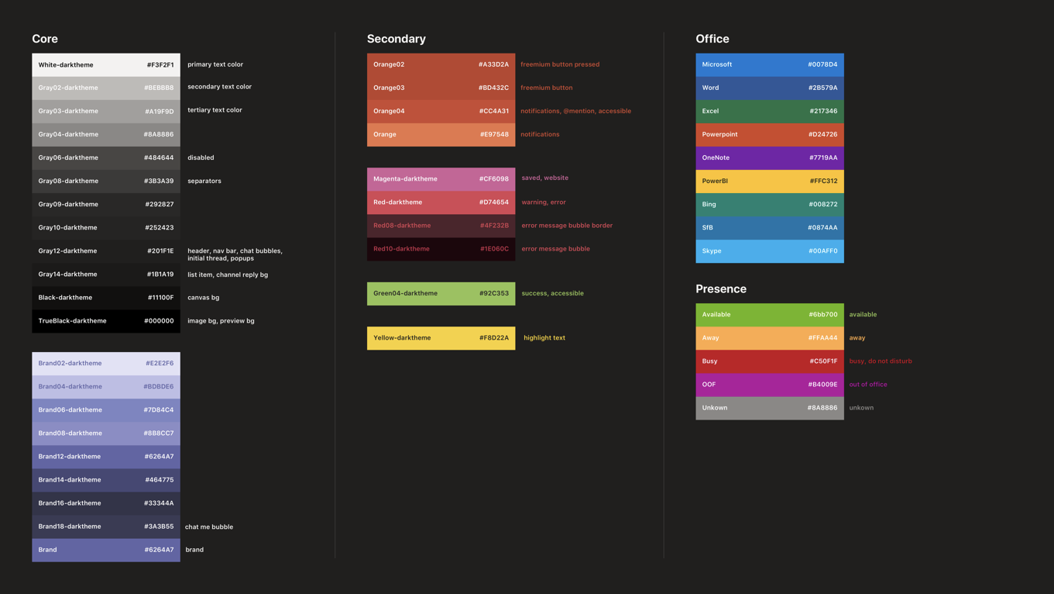 Core
White-darktheme #F3F2F1 primary text color
Gray02-darktheme #BEBBB8 secondary text color
Gray03-darktheme #A19F9D tertiary text color
Gray04-darktheme #8A8886
Gray06-darktheme #484644 disabled
Gray08-darktheme #3B3A39 separators
Gray09-darktheme #292827
Gray10-darktheme #252423
Gray12-darktheme #201F1E header, nav bar, chat bubbles,
initial thread, popups
Gray14-darktheme #1B1A19 list item, channel reply bg
Black-darktheme #11100F canvas bg
TrueBlack-darktheme #000000 image bg, preview bg
Brand02-darktheme #E2E2F6
Brand04-darktheme #BDBDE6
Brand06-darktheme #7D84C4
Brand08-darktheme #8B8CC7
Brand12-darktheme #6264A7
Brand14-darktheme #464775
Brand16-darktheme #33344A
Brand18-darktheme #3A3B55 chat me bubble
Brand #6264A7 brand
Secondary
Orange02 #A33D2A freemium button pressed
Orange03 #BD432C freemium button
Orange04 #CC4A31 notifications, @mention, accessible
Orange #E97548 notifications
Magenta-darktheme #CF6098 saved, website
Red-darktheme #D74654 warning, error
Red08-darktheme #4F232B error message bubble border
Red10-darktheme #1E060C error message bubble
Green04-darktheme #92C353 success, accessible
Yellow-darktheme #F8D22A highlight text
Office
Microsoft #0078D4
Word #2B579A
Excel #217346
Powerpoint #D24726
OneNote #7719AA
PowerBI #FFC312
Bing #008272
SfB #0874AA
Skype #00AFF0
Presence
Available #6bb700 available
Away #FFAA44 away
Busy #C50F1F busy, do not disturb
OOF #B4009E out of office
Unkown #8A8886 unkown